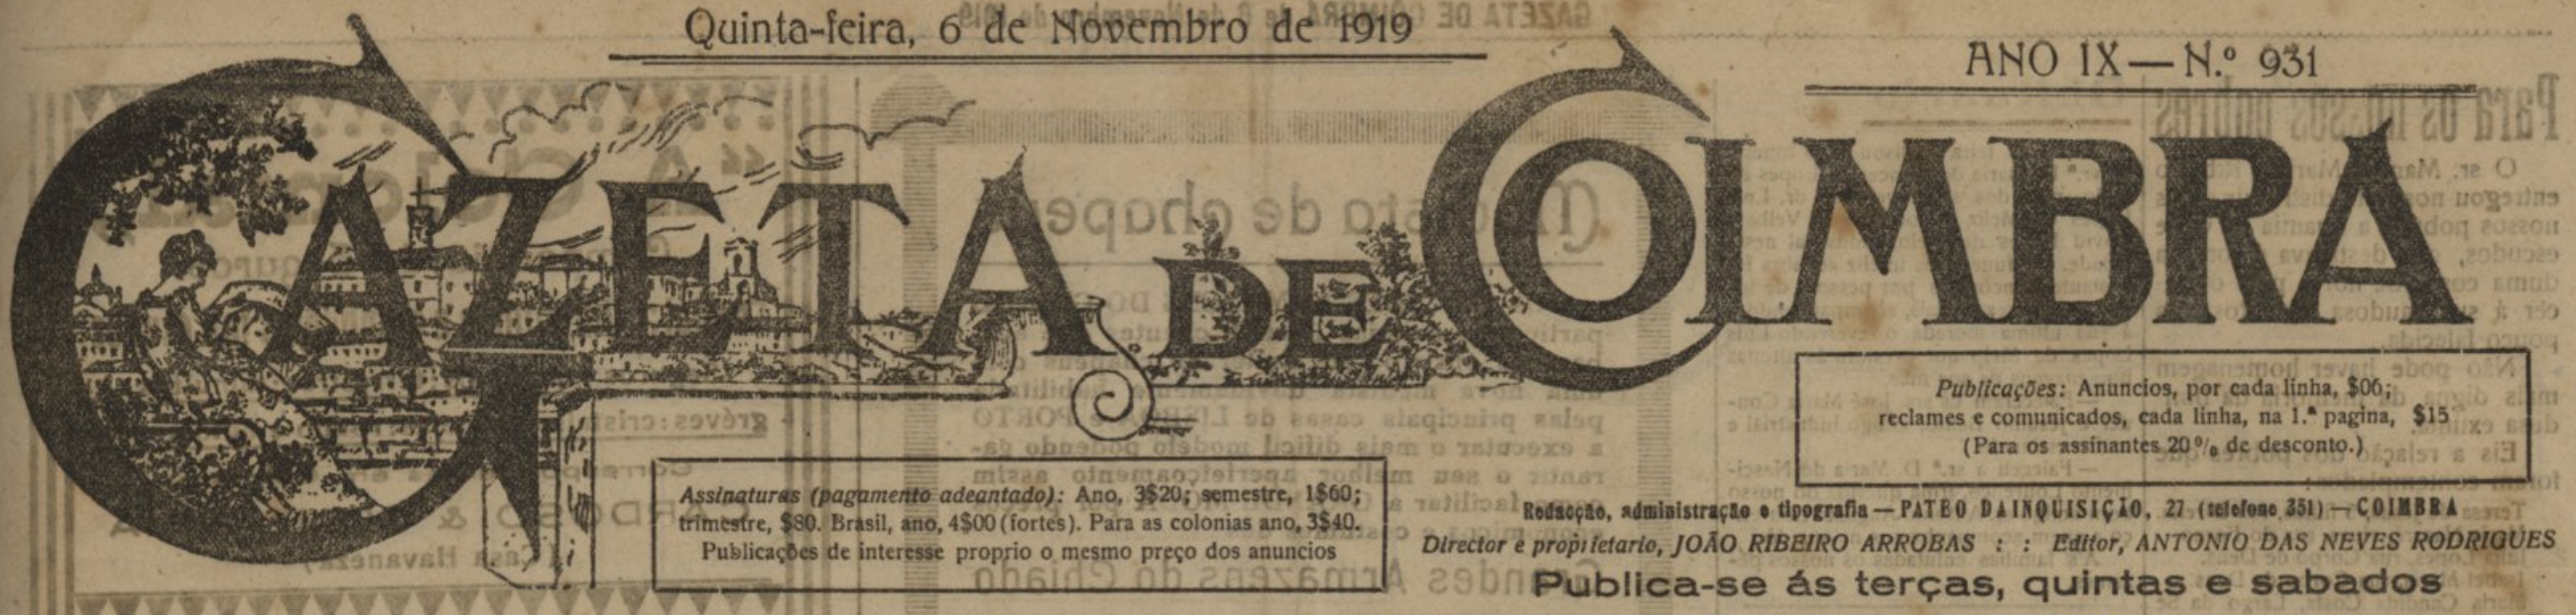 Quinta-feira, 6 de Novembro de 1919
ANO IX — N.º 931
GAZETA DE COIMBRA
Publicações: Anuncios, por cada linha, $06;
reclames e comunicados, cada linha, na 1.ª pagina, $15
(Para os assinantes 20% de desconto.)
Assinaturas (pagamento adeantado): Ano, 3$20; semestre, 1$60;
trimestre, $80. Brasil, ano, 4$00 (fortes). Para as colonias ano, 3$40.
Publicações de interesse proprio o mesmo preço dos anuncios
Redacção, administração e tipografia — PATEO DA INQUISIÇÃO, 27 (telefone 351) — COIMBRA
Director e proprietario, JOÃO RIBEIRO ARROBAS : : Editor, ANTONIO DAS NEVES RODRIGUES
Publica-se ás terças, quintas e sabados